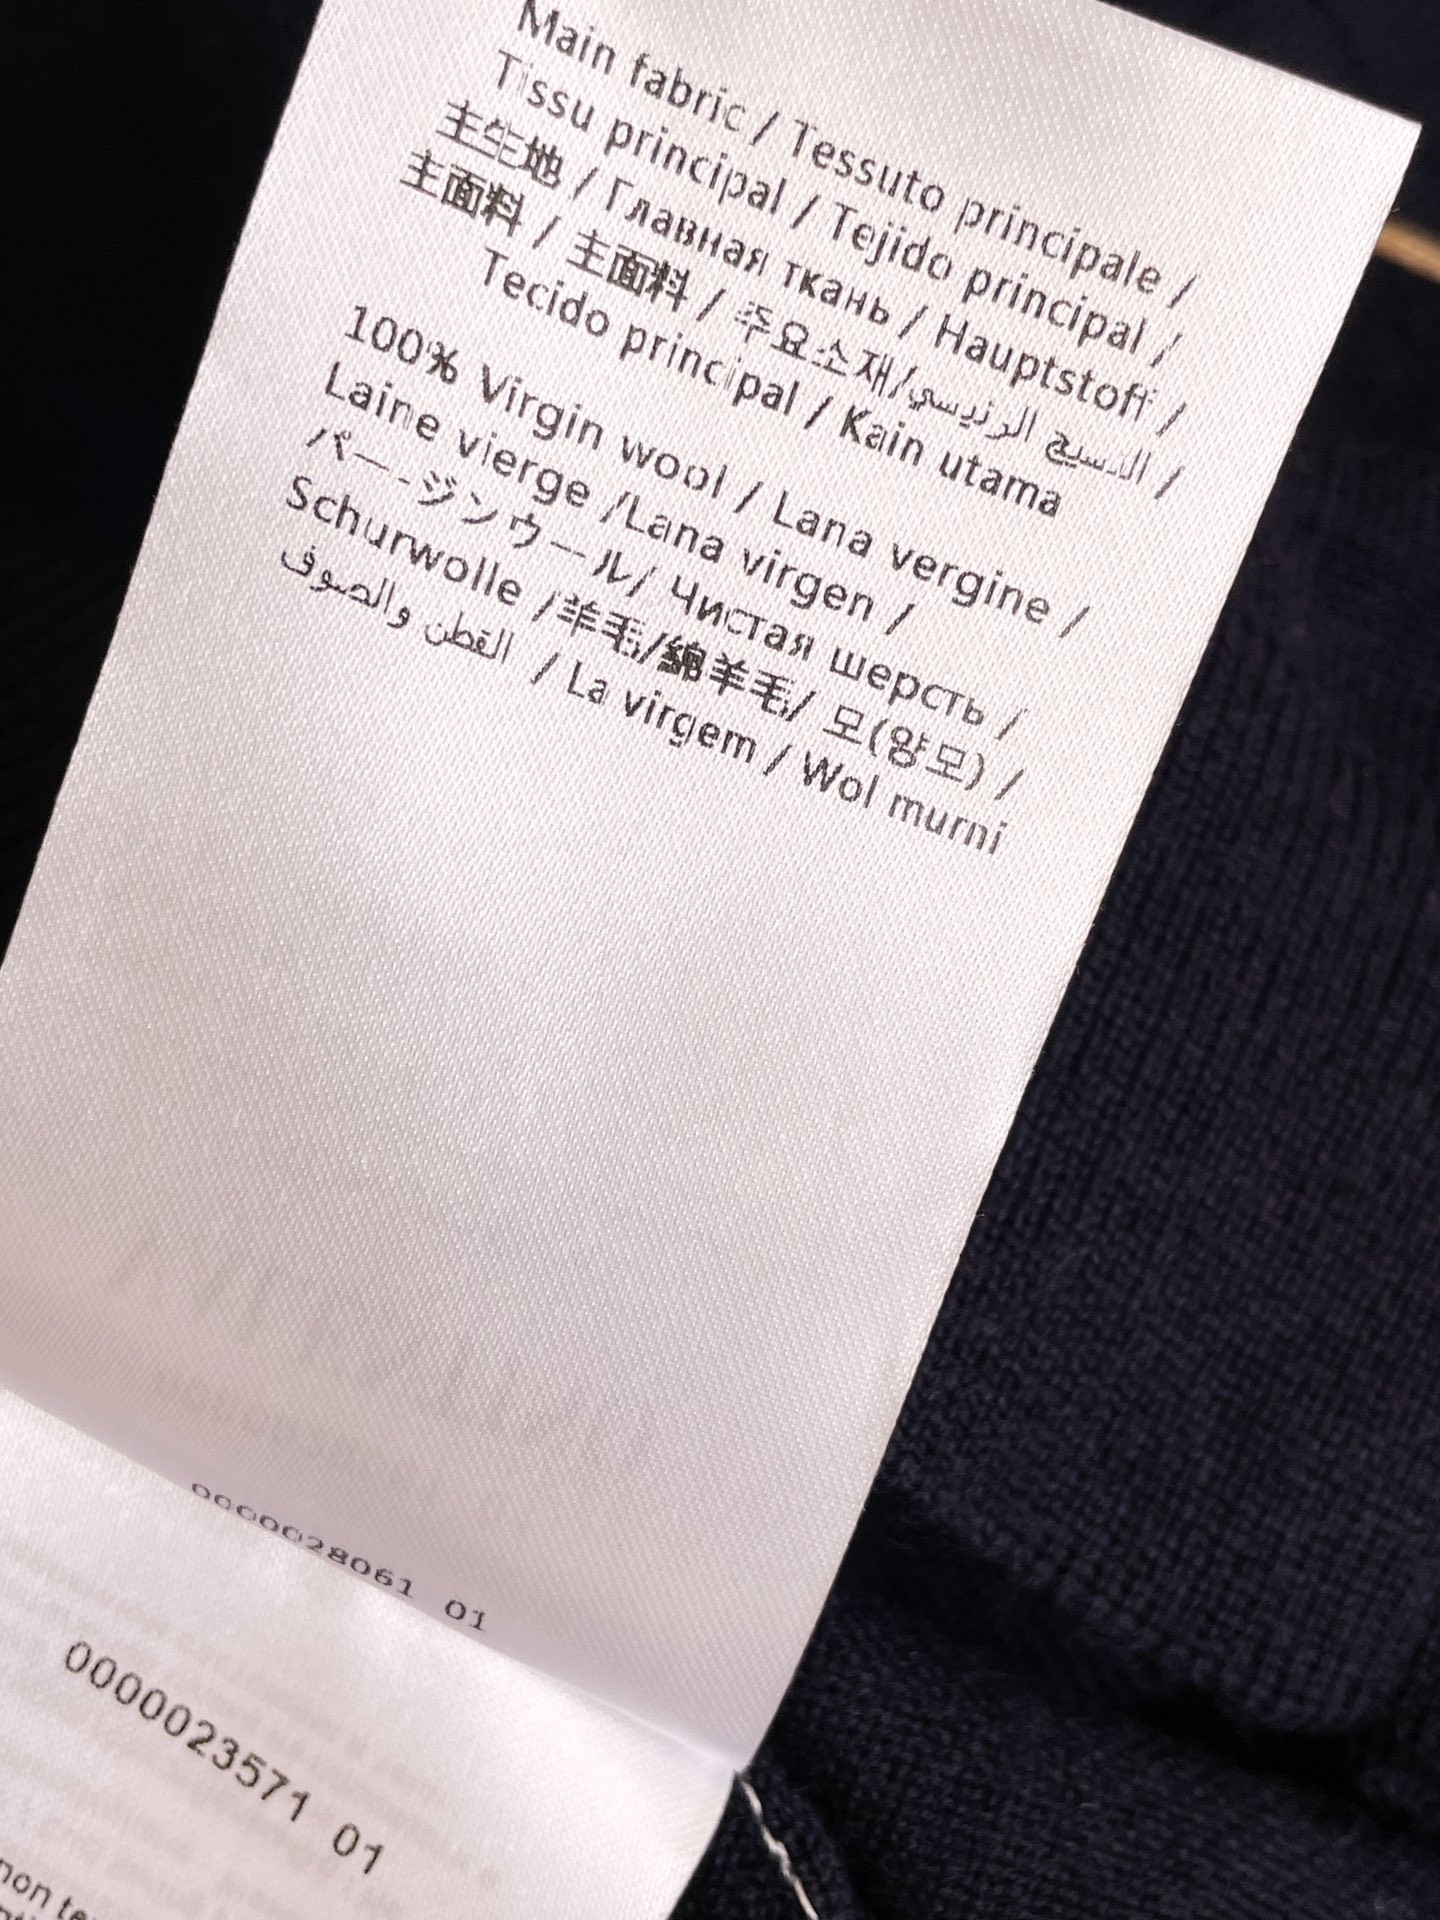 Main fabric / Tessuto principale /
Tissu principal / Tejido principal /
主生地 / Главная ткань / Hauptstoff /
主面料 / 主面料 / 주요소재/النسيج الرئيسي /
Tecido principal / Kain utama
100% Virgin wool / Lana vergine /
Laine vierge /Lana virgen /
/バージンウール/ Чистая шерсть /
Schurwolle /羊毛/綿羊毛/ 모(양모) /
القطن والصوف / La virgem / Wol murni
0000028061 01
0000023571 01
non